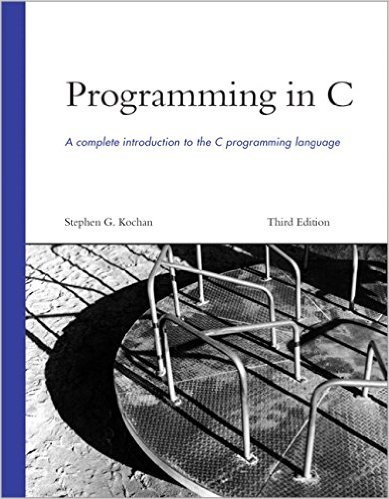 Programming in C
A complete introduction to the C programming language
Stephen G. Kochan Third Edition